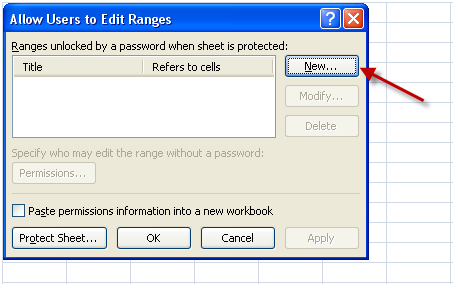 Allow Users to Edit Ranges
Ranges unlocked by a password when sheet is protected:
Title Refers to cells New...
Modify...
Delete
Specify who may edit the range without a password:
Permissions...
Paste permissions information into a new workbook
Protect Sheet... OK Cancel Apply